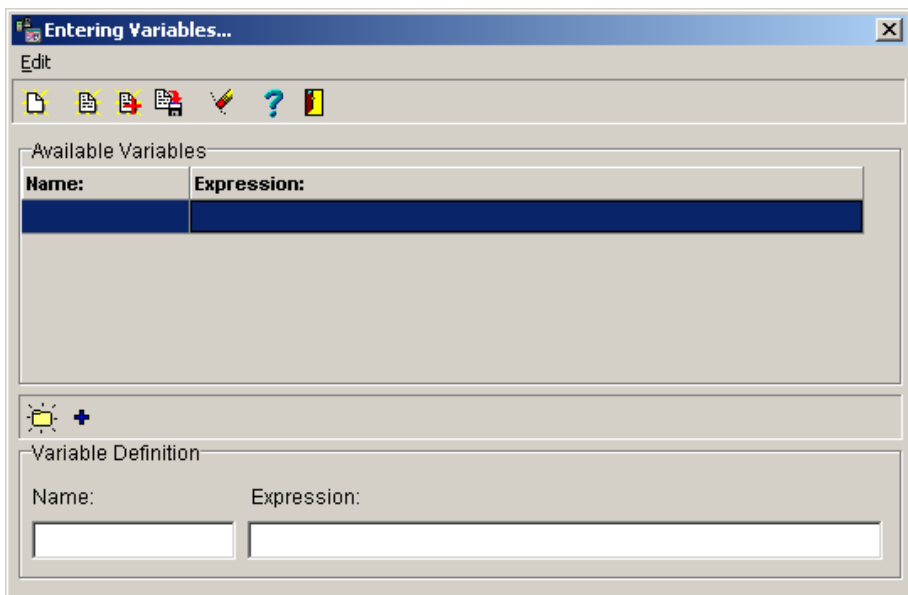 Entering Variables...
Edit
Available Variables
Name: Expression:
Variable Definition
Name: Expression: